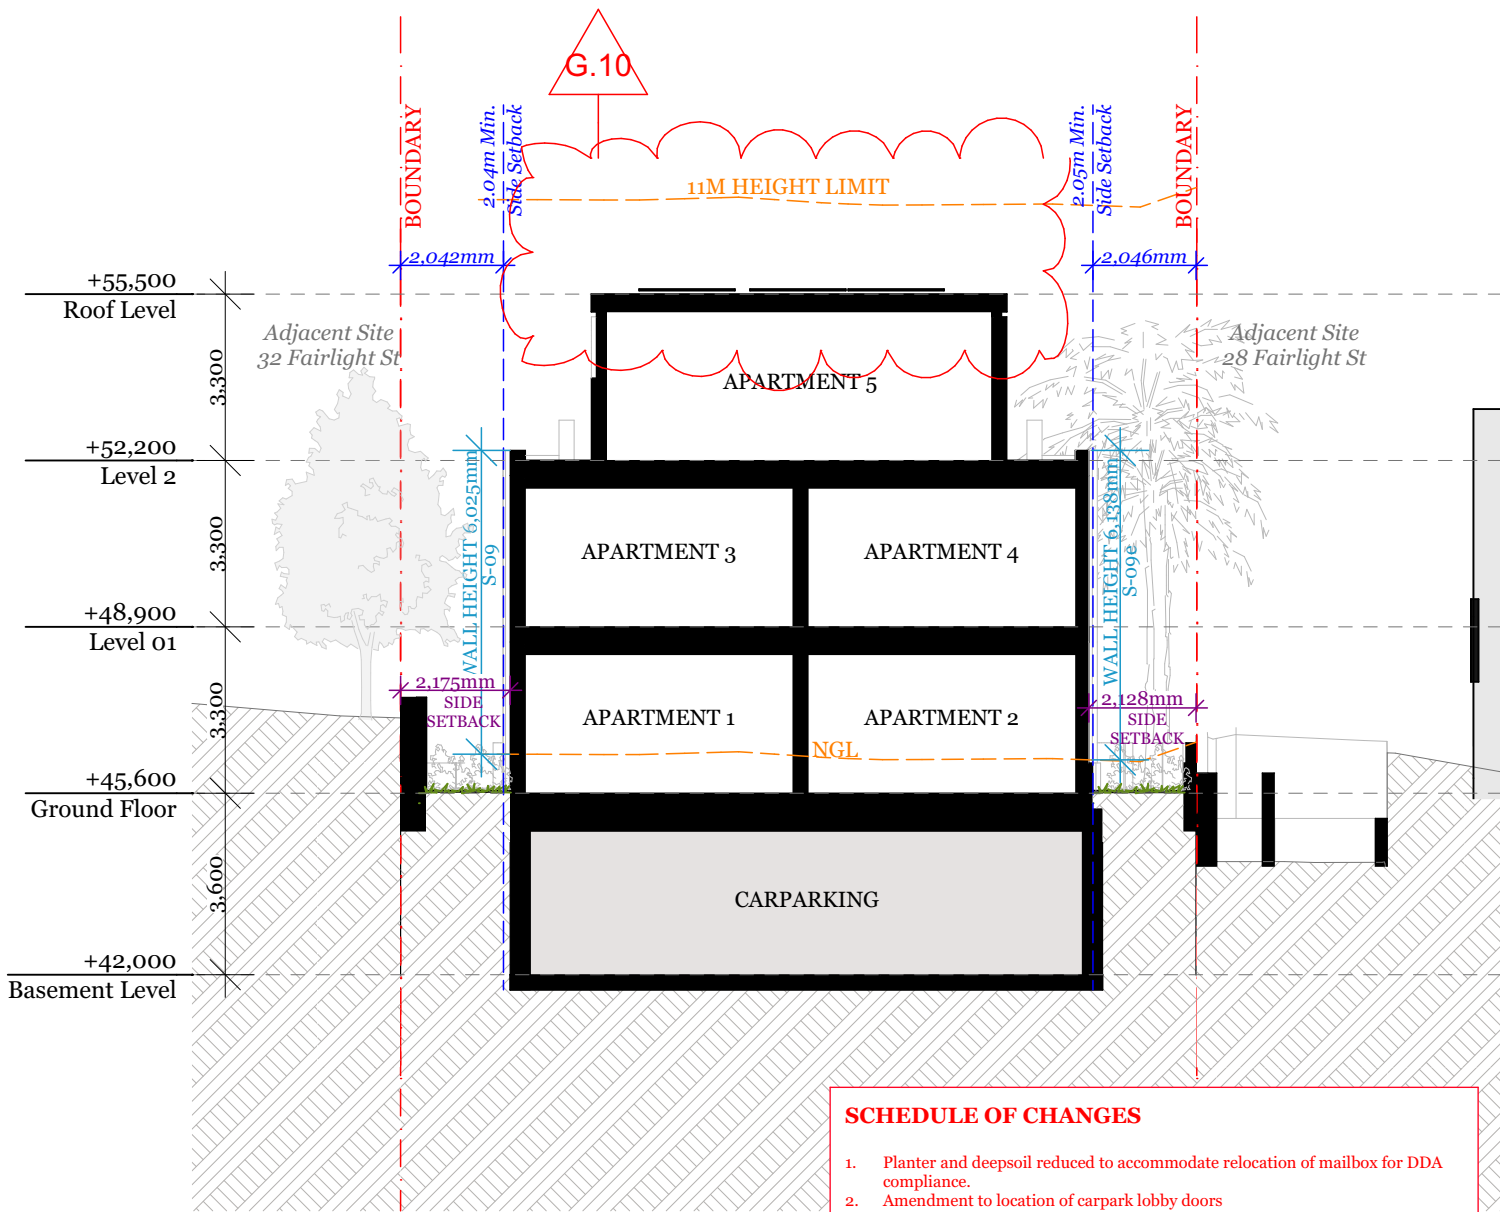 G.10
BOUNDARY
2.04m Min.
Side Setback
11M HEIGHT LIMIT
2.05m Min.
Side Setback
BOUNDARY
2,042mm
2,046mm
+55,500
Roof Level
Adjacent Site
32 Fairlight St
Adjacent Site
28 Fairlight St
3,300
APARTMENT 5
+52,200
Level 2
WALL HEIGHT 6,025mm
S-09
WALL HEIGHT 6,138mm
S-09e
3,300
APARTMENT 3
APARTMENT 4
+48,900
Level 01
2,175mm
SIDE
SETBACK
2,128mm
SIDE
SETBACK
3,300
APARTMENT 1
APARTMENT 2
NGL
+45,600
Ground Floor
3,600
CARPARKING
+42,000
Basement Level
SCHEDULE OF CHANGES
1. Planter and deepsoil reduced to accommodate relocation of mailbox for DDA
compliance.
2. Amendment to location of carpark lobby doors